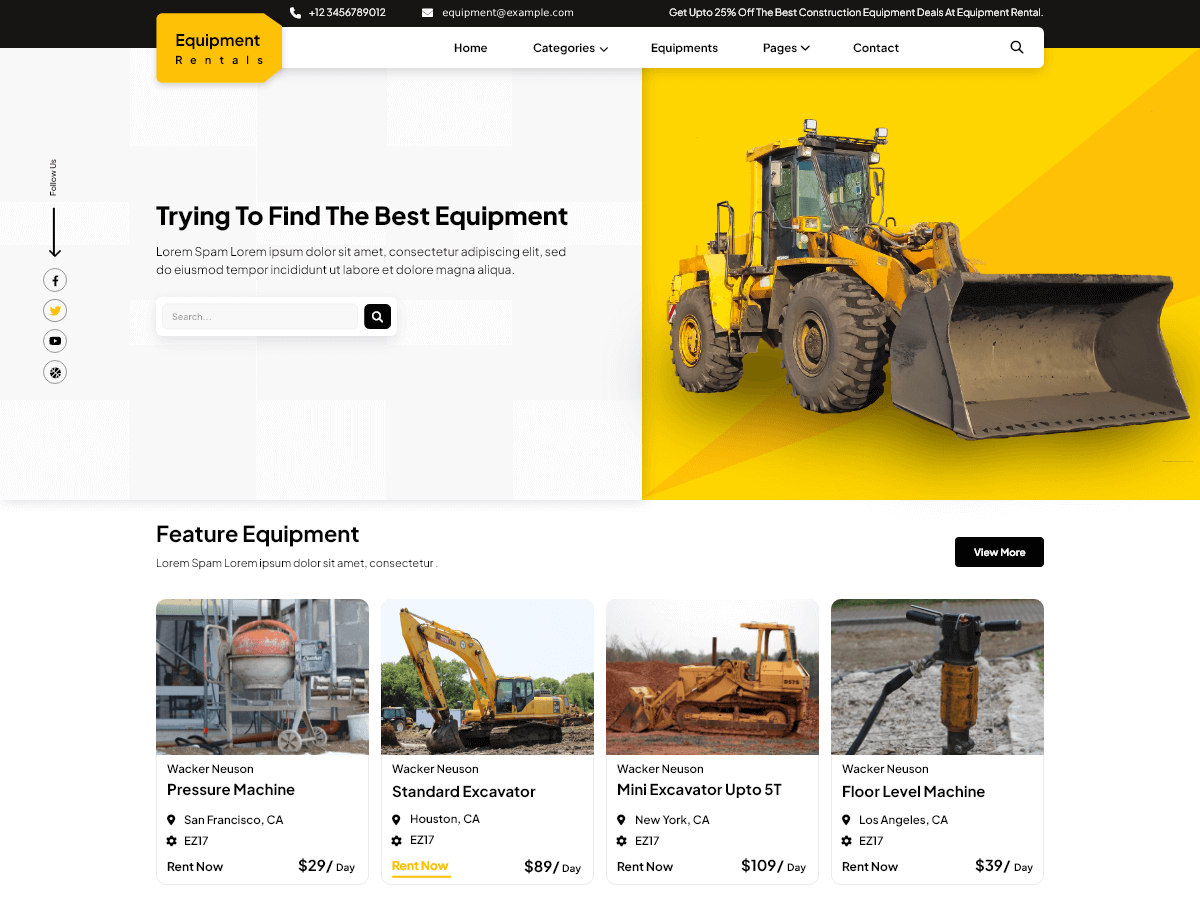 +12 3456789012
equipment@example.com
Get Upto 25% Off The Best Construction Equipment Deals At Equipment Rental.
Equipment
Rentals
Home
Categories
Equipments
Pages
Contact
Follow Us
Trying To Find The Best Equipment
Lorem Spam Lorem ipsum dolor sit amet, consectetur adipiscing elit, sed
do eiusmod tempor incididunt ut labore et dolore magna aliqua.
Search...
Feature Equipment
Lorem Spam Lorem ipsum dolor sit amet, consectetur .
View More
Wacker Neuson
Pressure Machine
San Francisco, CA
EZ17
Rent Now
$29/ Day
Wacker Neuson
Standard Excavator
Houston, CA
EZ17
Rent Now
$89/ Day
Wacker Neuson
Mini Excavator Upto 5T
New York, CA
EZ17
Rent Now
$109/ Day
Wacker Neuson
Floor Level Machine
Los Angeles, CA
EZ17
Rent Now
$39/ Day